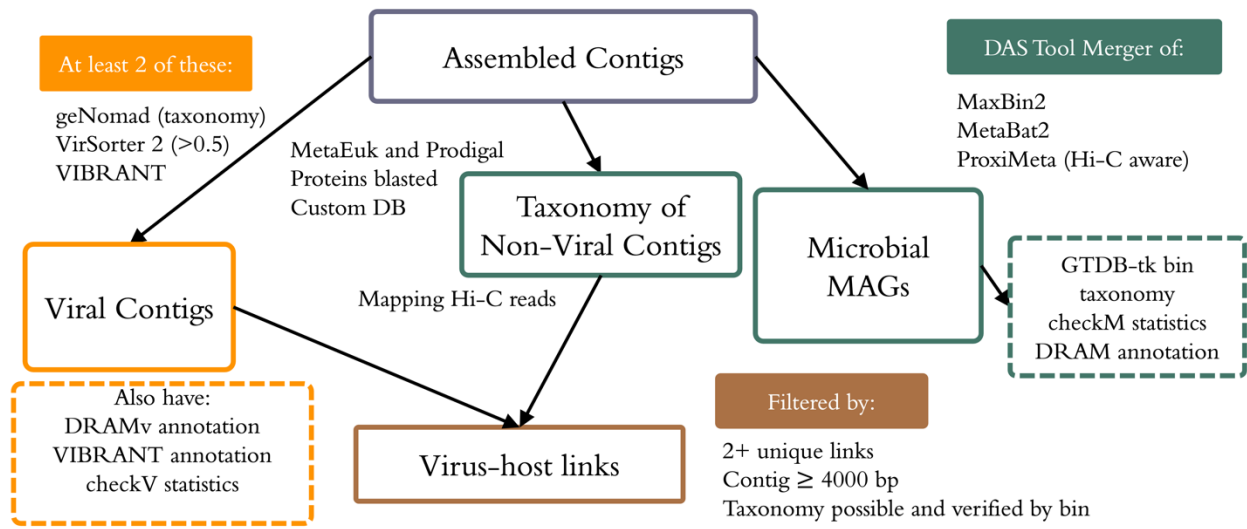 At least 2 of these:
geNomad (taxonomy)
VirSorter 2 (>0.5)
VIBRANT
Assembled Contigs
DAS Tool Merger of:
MaxBin2
MetaBat2
ProxiMeta (Hi-C aware)
MetaEuk and Prodigal
Proteins blasted
Custom DB
Taxonomy of
Non-Viral Contigs
Microbial
MAGs
GTDB-tk bin
taxonomy
checkM statistics
DRAM annotation
Viral Contigs
Mapping Hi-C reads
Also have:
DRAMv annotation
VIBRANT annotation
checkV statistics
Virus-host links
Filtered by:
2+ unique links
Contig ≥ 4000 bp
Taxonomy possible and verified by bin